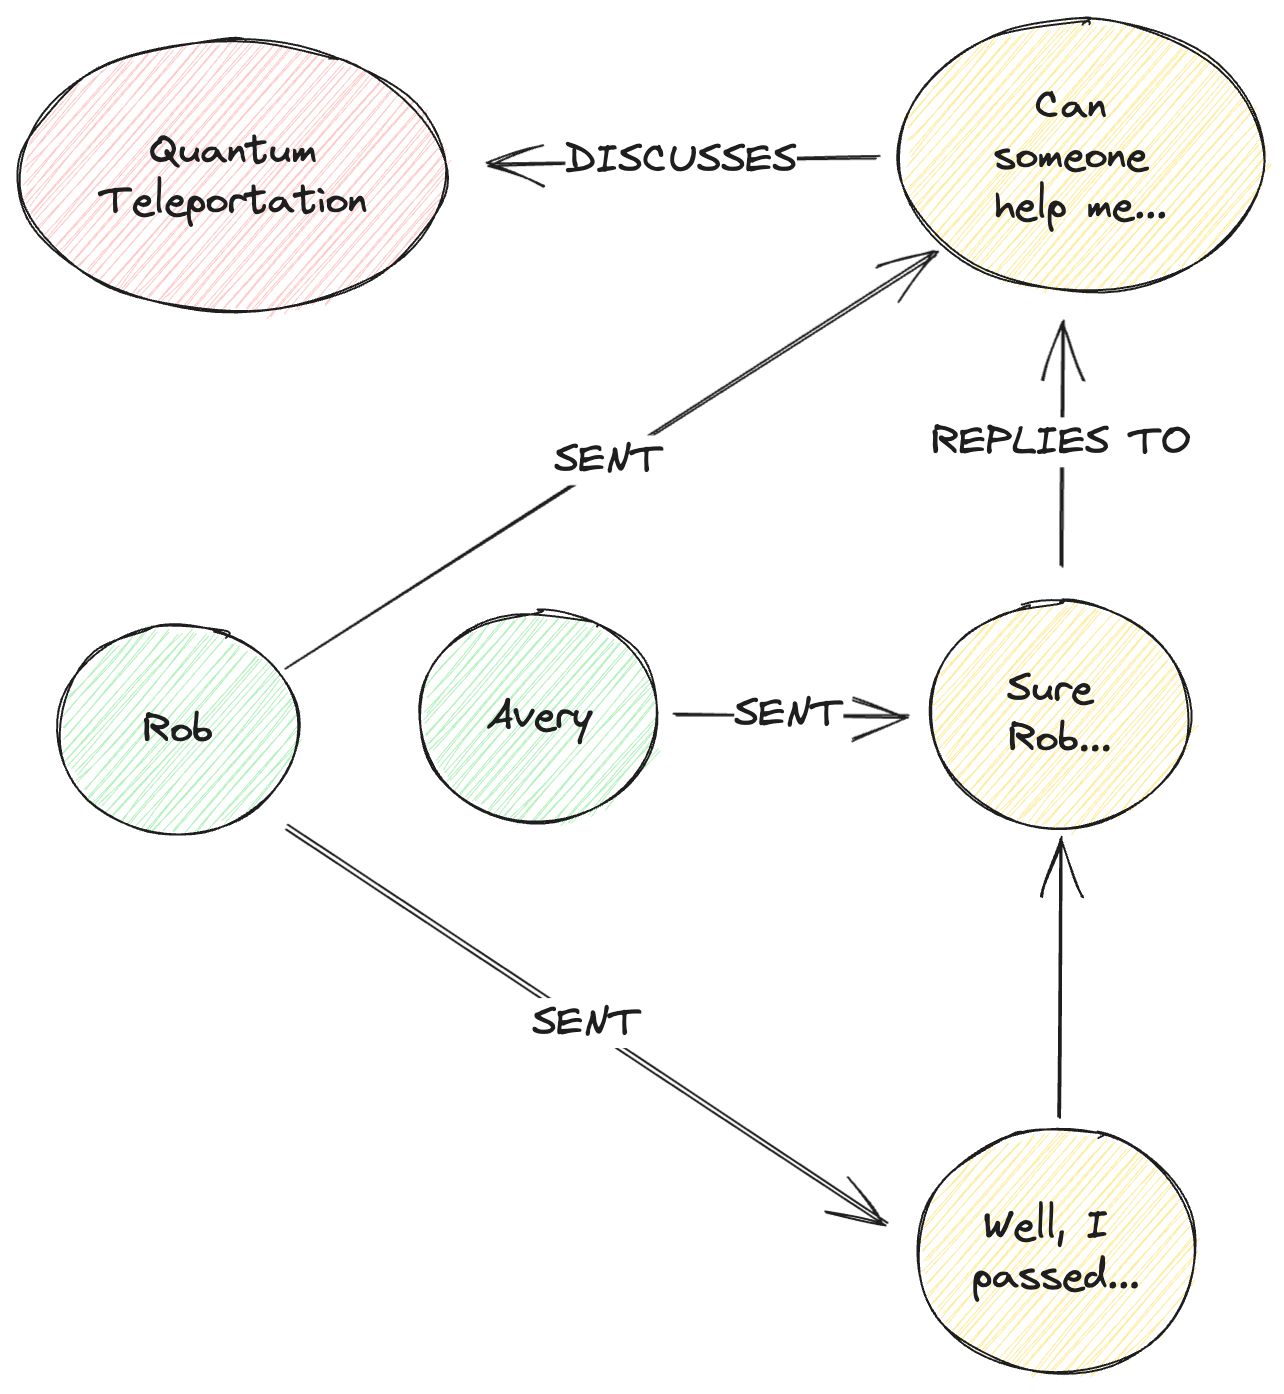 Quantum
Teleportation
DISCUSSES
Can
someone
help me...
SENT
REPLIES TO
Rob
Avery
SENT
Sure
Rob...
SENT
Well, I
passed...